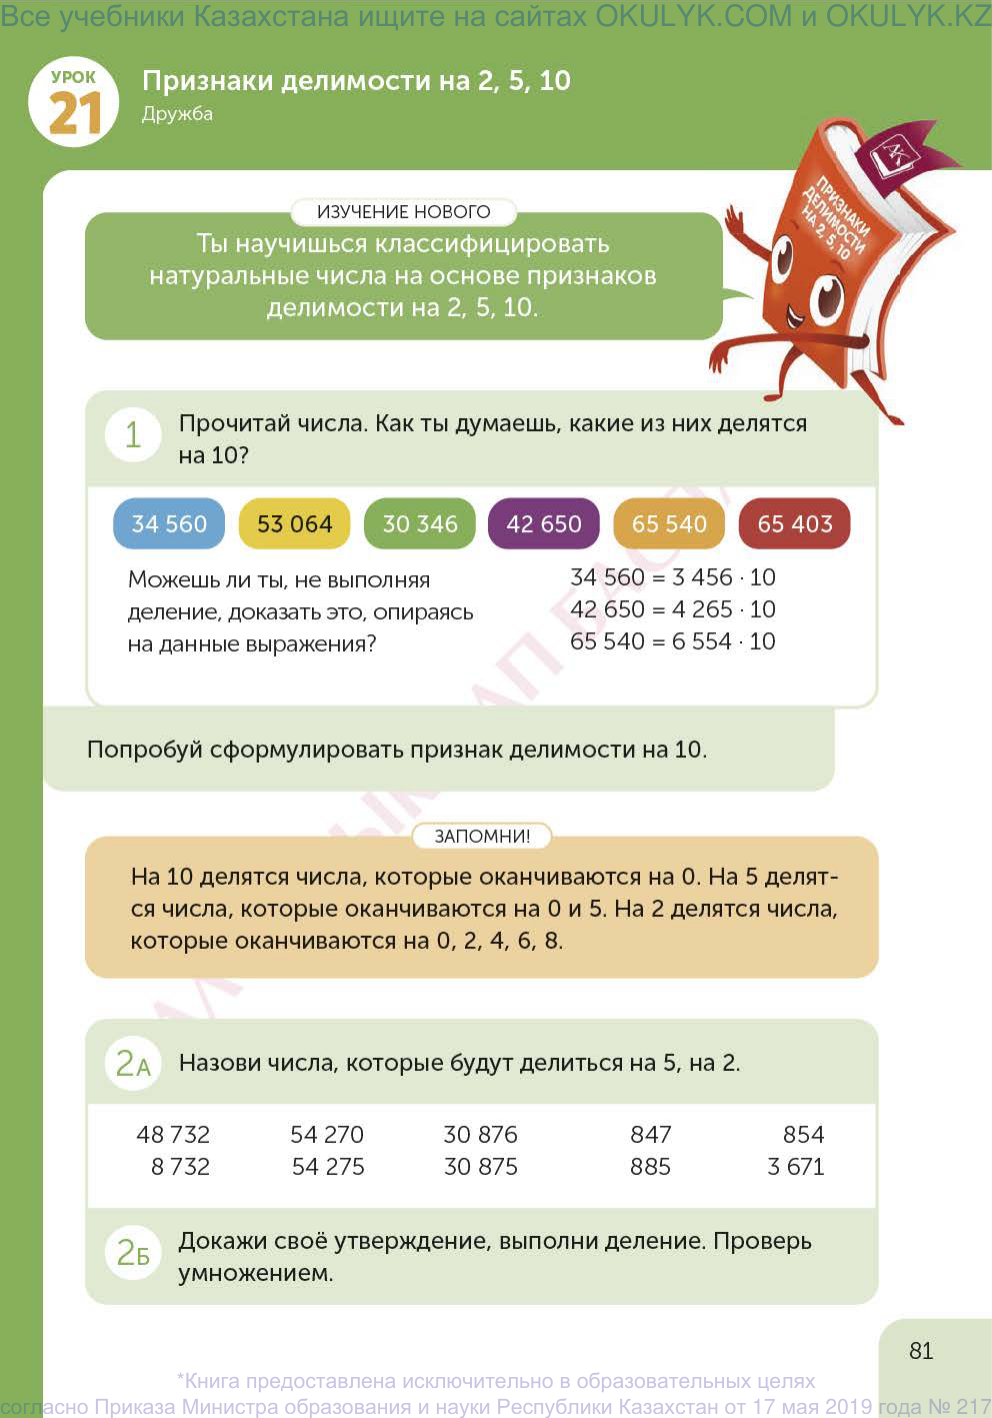 Все учебники Казахстана ищите на сайтах OKULYK.COM и OKULYK.KZ
УРОК
21
Признаки делимости на 2, 5, 10
Дружба
АК
ПРИЗНАКИ
ДЕЛИМОСТИ
НА 2, 5, 10
ИЗУЧЕНИЕ НОВОГО
Ты научишься классифицировать
натуральные числа на основе признаков
делимости на 2, 5, 10.
1
Прочитай числа. Как ты думаешь, какие из них делятся
на 10?
34 560 53 064 30 346 42 650 65 540 65 403
Можешь ли ты, не выполняя
деление, доказать это, опираясь
на данные выражения?
34 560 = 3 456 · 10
42 650 = 4 265 · 10
65 540 = 6 554 · 10
Попробуй сформулировать признак делимости на 10.
ЗАПОМНИ!
На 10 делятся числа, которые оканчиваются на 0. На 5 делят-
ся числа, которые оканчиваются на 0 и 5. На 2 делятся числа,
которые оканчиваются на 0, 2, 4, 6, 8.
2А
Назови числа, которые будут делиться на 5, на 2.
48 732 54 270 30 876 847 854
8 732 54 275 30 875 885 3 671
2Б
Докажи своё утверждение, выполни деление. Проверь
умножением.
81
*Книга предоставлена исключительно в образовательных целях
согласно Приказа Министра образования и науки Республики Казахстан от 17 мая 2019 года № 217